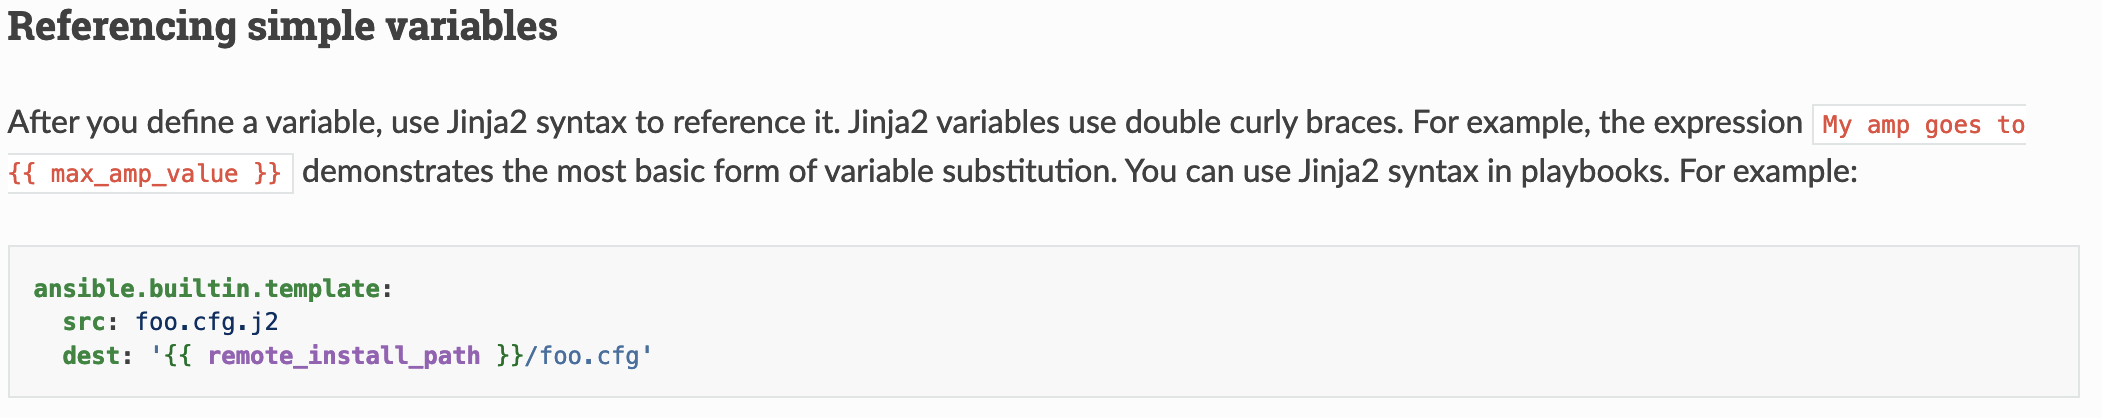 Referencing simple variables
After you define a variable, use Jinja2 syntax to reference it. Jinja2 variables use double curly braces. For example, the expression My amp goes to
{{ max_amp_value }} demonstrates the most basic form of variable substitution. You can use Jinja2 syntax in playbooks. For example:
ansible.builtin.template:
  src: foo.cfg.j2
  dest: '{{ remote_install_path }}/foo.cfg'